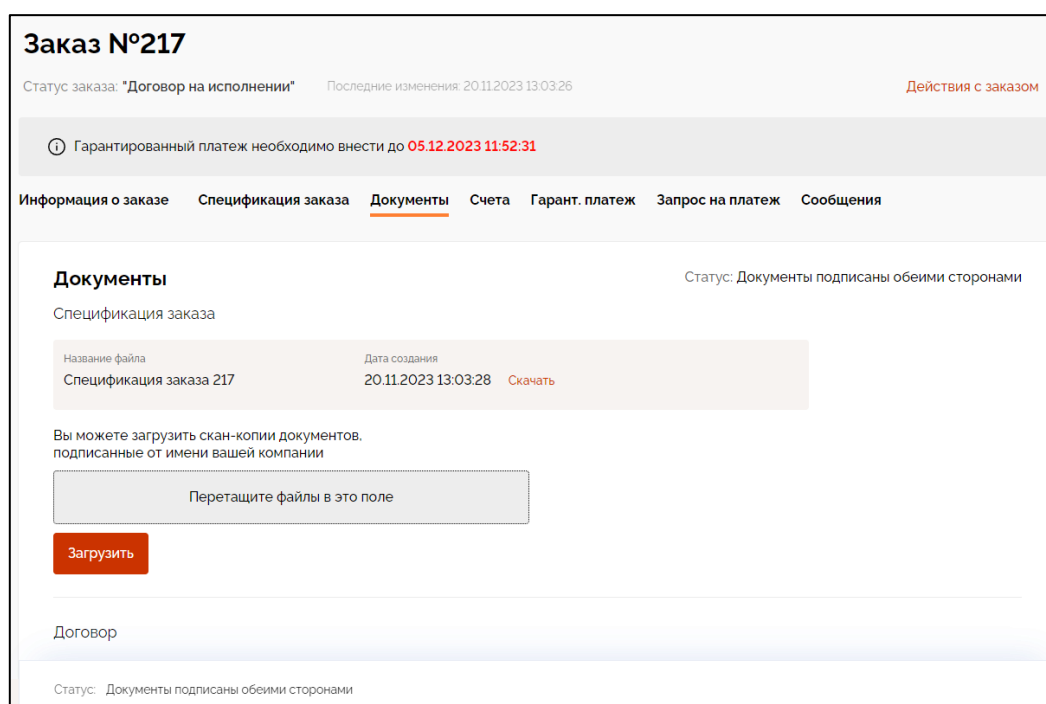 Заказ №217
Статус заказа: "Договор на исполнении" Последние изменения: 20.11.2023 13:03:26 Действия с заказом
Гарантированный платеж необходимо внести до 05.12.2023 11:52:31
Информация о заказе Спецификация заказа Документы Счета Гарант. платеж Запрос на платеж Сообщения
Документы Статус: Документы подписаны обеими сторонами
Спецификация заказа
Название файла Дата создания
Спецификация заказа 217 20.11.2023 13:03:28 Скачать
Вы можете загрузить скан-копии документов,
подписанные от имени вашей компании
Перетащите файлы в это поле
Загрузить
Договор
Статус: Документы подписаны обеими сторонами